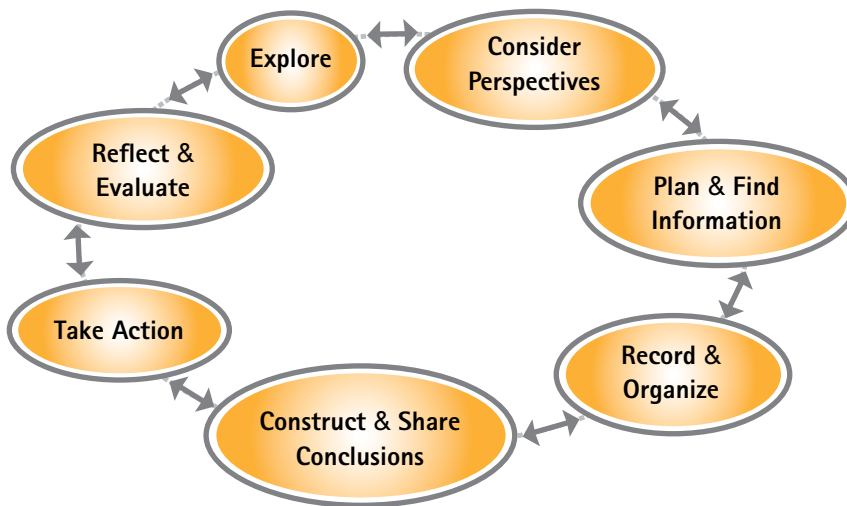 Explore
Consider
Perspectives
Plan & Find
Information
Record &
Organize
Construct & Share
Conclusions
Take Action
Reflect &
Evaluate